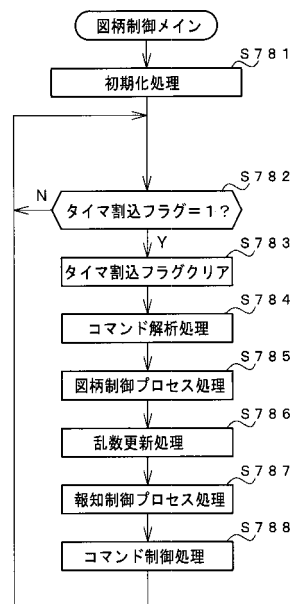 図柄制御メイン
S781
初期化処理
S782
N
タイマ割込フラグ=1?
Y
S783
タイマ割込フラグクリア
S784
コマンド解析処理
S785
図柄制御プロセス処理
S786
乱数更新処理
S787
報知制御プロセス処理
S788
コマンド制御処理